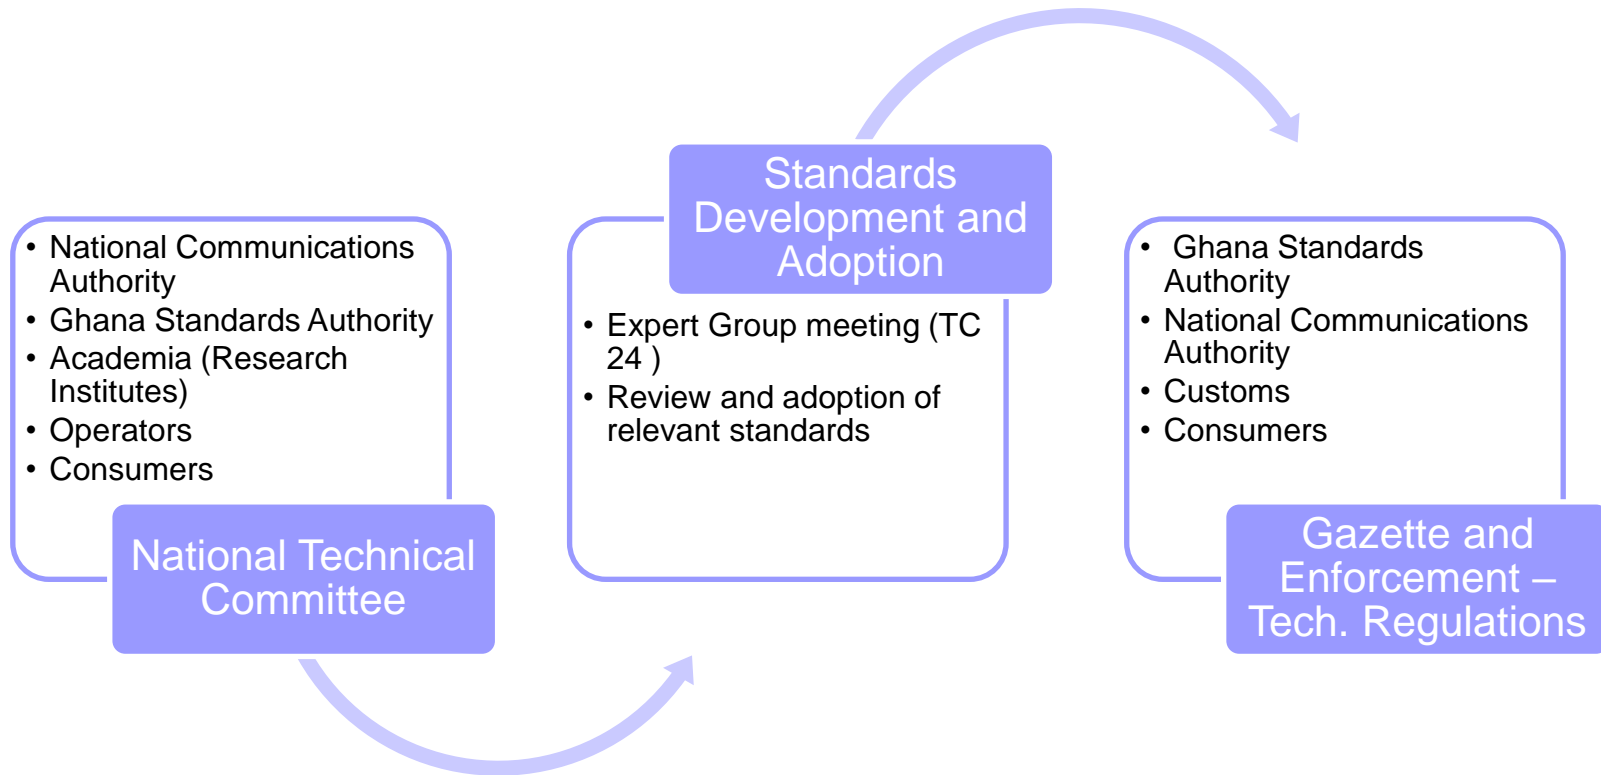 • National Communications
Authority
• Ghana Standards Authority
• Academia (Research
Institutes)
• Operators
• Consumers
National Technical
Committee
Standards
Development and
Adoption
• Expert Group meeting (TC
24 )
• Review and adoption of
relevant standards
• Ghana Standards
Authority
• National Communications
Authority
• Customs
• Consumers
Gazette and
Enforcement –
Tech. Regulations